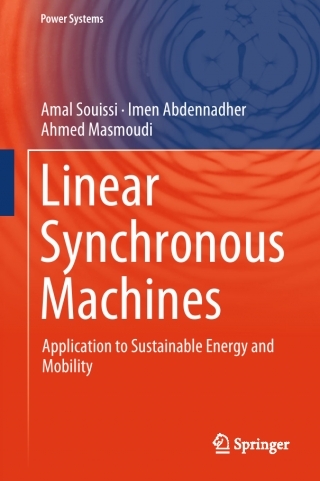 Power Systems
Amal Souissi · Imen Abdennadher
Ahmed Masmoudi
Linear
Synchronous
Machines
Application to Sustainable Energy and
Mobility
Springer